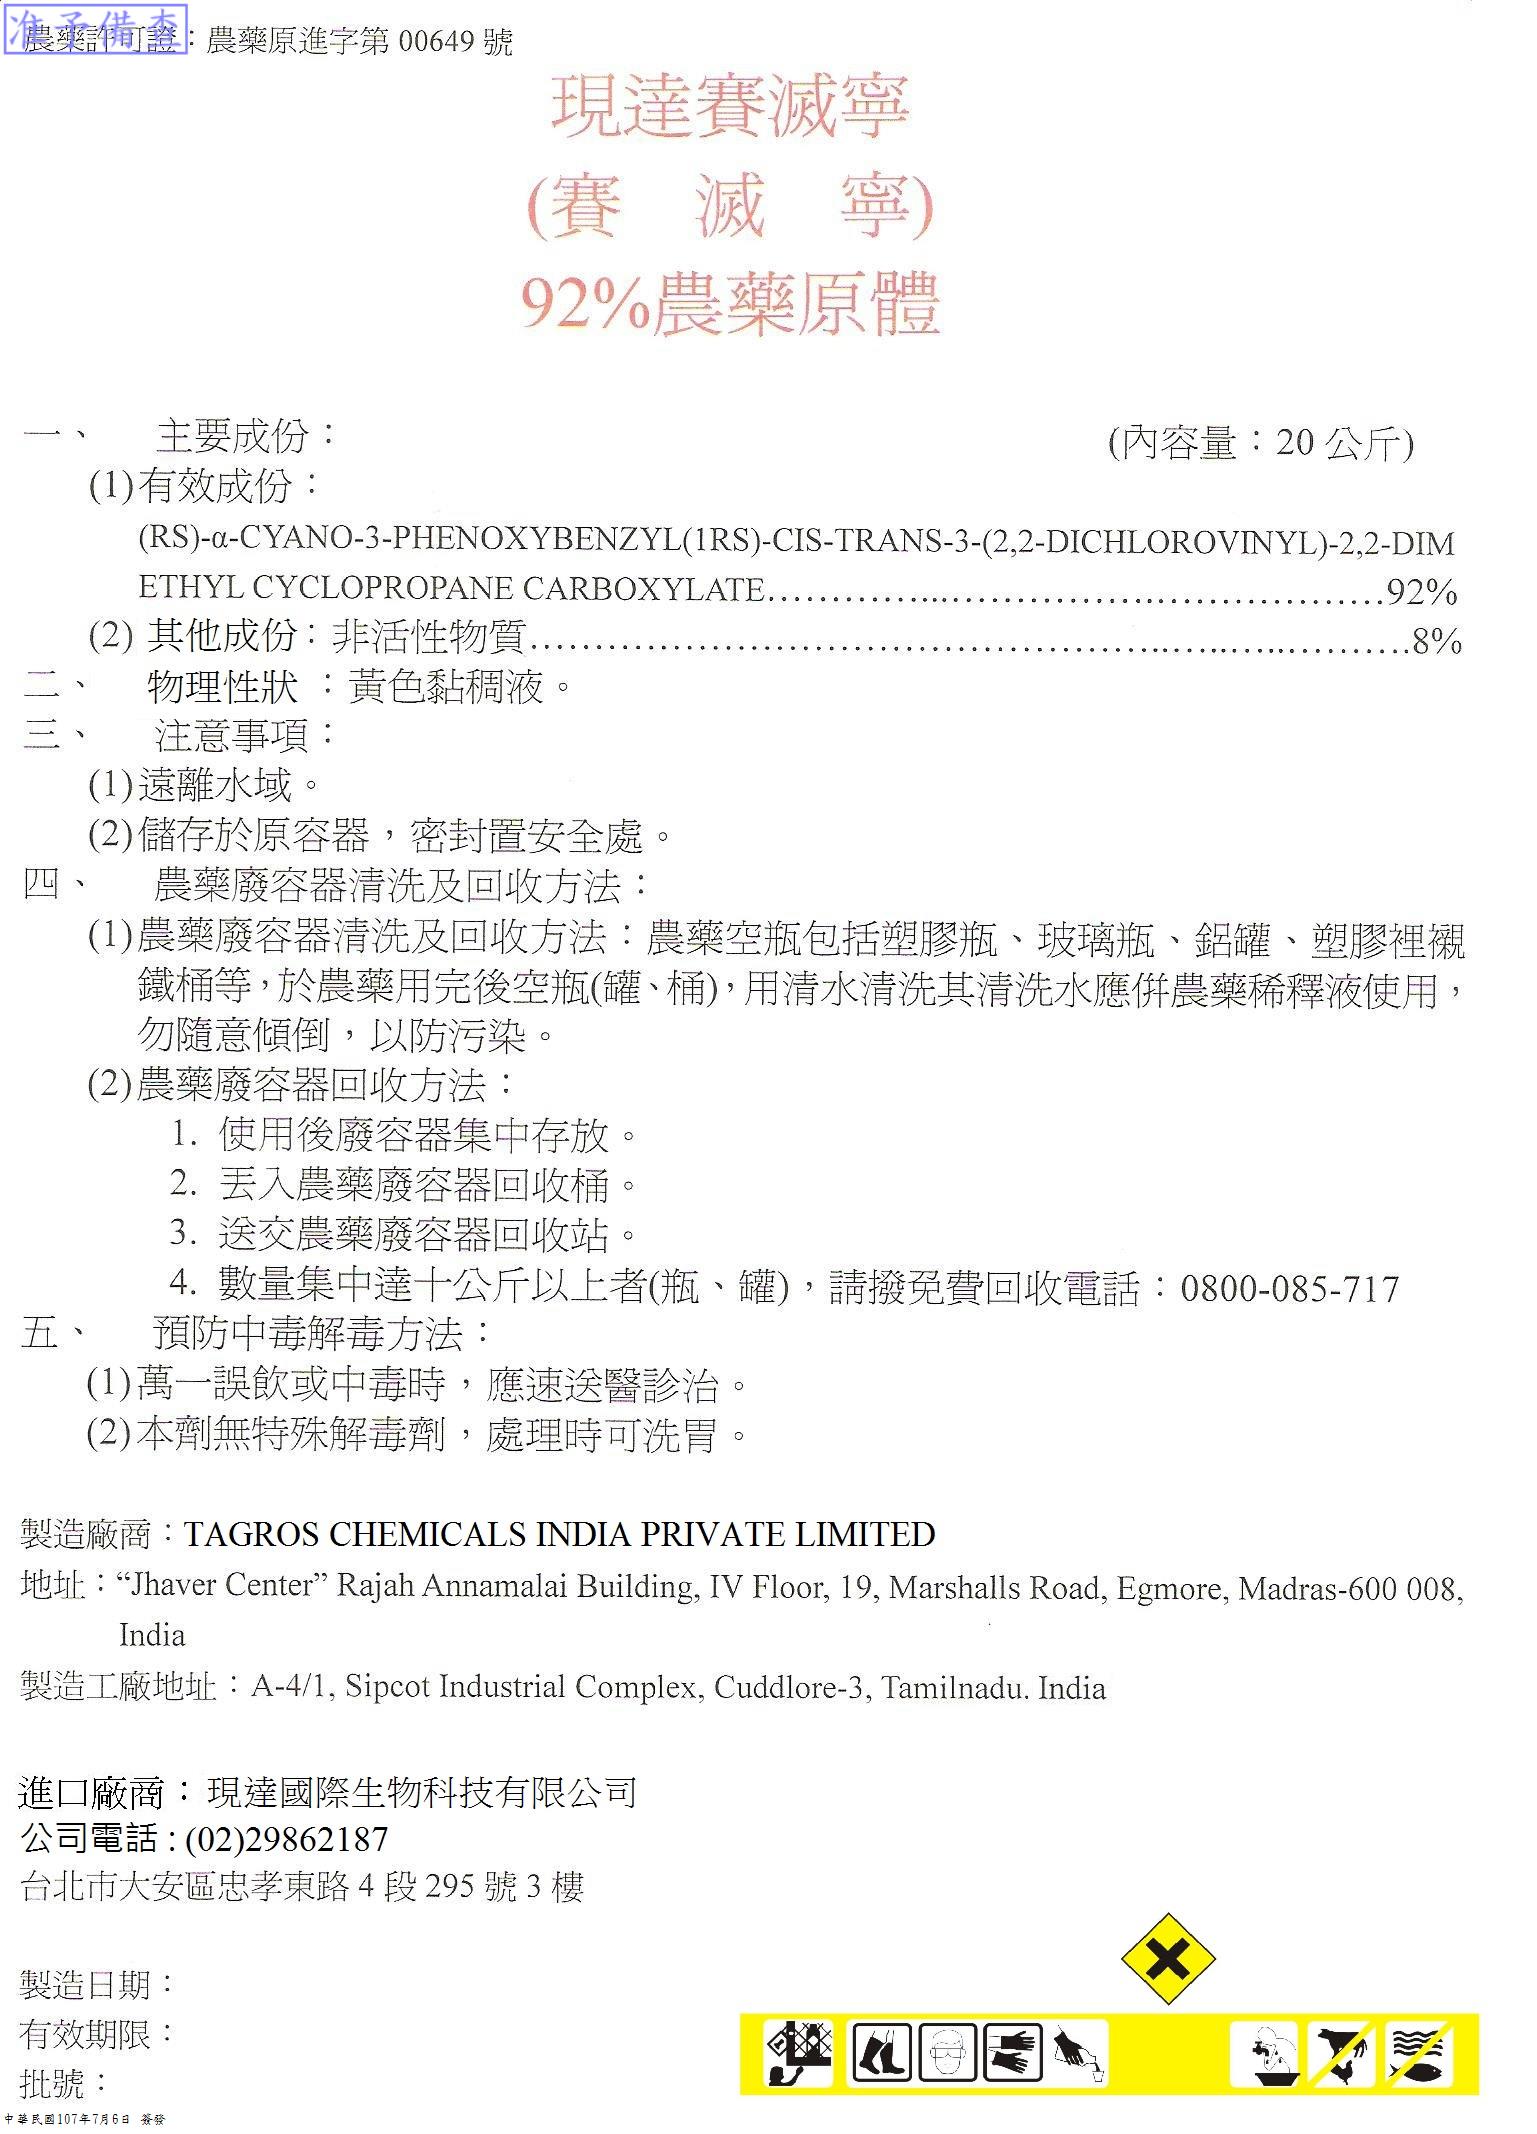 准予備查
農藥許可證：農藥原進字第 00649 號
現達賽滅寧
(賽 滅 寧)
92%農藥原體
一、 主要成份： (內容量：20 公斤)
(1)有效成份：
(RS)-α-CYANO-3-PHENOXYBENZYL(1RS)-CIS-TRANS-3-(2,2-DICHLOROVINYL)-2,2-DIM
ETHYL CYCLOPROPANE CARBOXYLATE……………………………………………92%
(2) 其他成份：非活性物質………………………………………………………………8%
二、 物理性狀 ：黃色黏稠液。
三、 注意事項：
(1)遠離水域。
(2)儲存於原容器，密封置安全處。
四、 農藥廢容器清洗及回收方法：
(1)農藥廢容器清洗及回收方法：農藥空瓶包括塑膠瓶、玻璃瓶、鋁罐、塑膠裡襯
鐵桶等，於農藥用完後空瓶(罐、桶)，用清水清洗其清洗水應併農藥稀釋液使用，
勿隨意傾倒，以防污染。
(2)農藥廢容器回收方法：
1. 使用後廢容器集中存放。
2. 丟入農藥廢容器回收桶。
3. 送交農藥廢容器回收站。
4. 數量集中達十公斤以上者(瓶、罐)，請撥免費回收電話：0800-085-717
五、 預防中毒解毒方法：
(1)萬一誤飲或中毒時，應速送醫診治。
(2)本劑無特殊解毒劑，處理時可洗胃。
製造廠商：TAGROS CHEMICALS INDIA PRIVATE LIMITED
地址：“Jhaver Center” Rajah Annamalai Building, IV Floor, 19, Marshalls Road, Egmore, Madras-600 008,
India
製造工廠地址：A-4/1, Sipcot Industrial Complex, Cuddlore-3, Tamilnadu. India
進口廠商： 現達國際生物科技有限公司
公司電話 : (02)29862187
台北市大安區忠孝東路 4 段 295 號 3 樓
製造日期：
有效期限：
批號：
中華民國107年7月6日 簽發